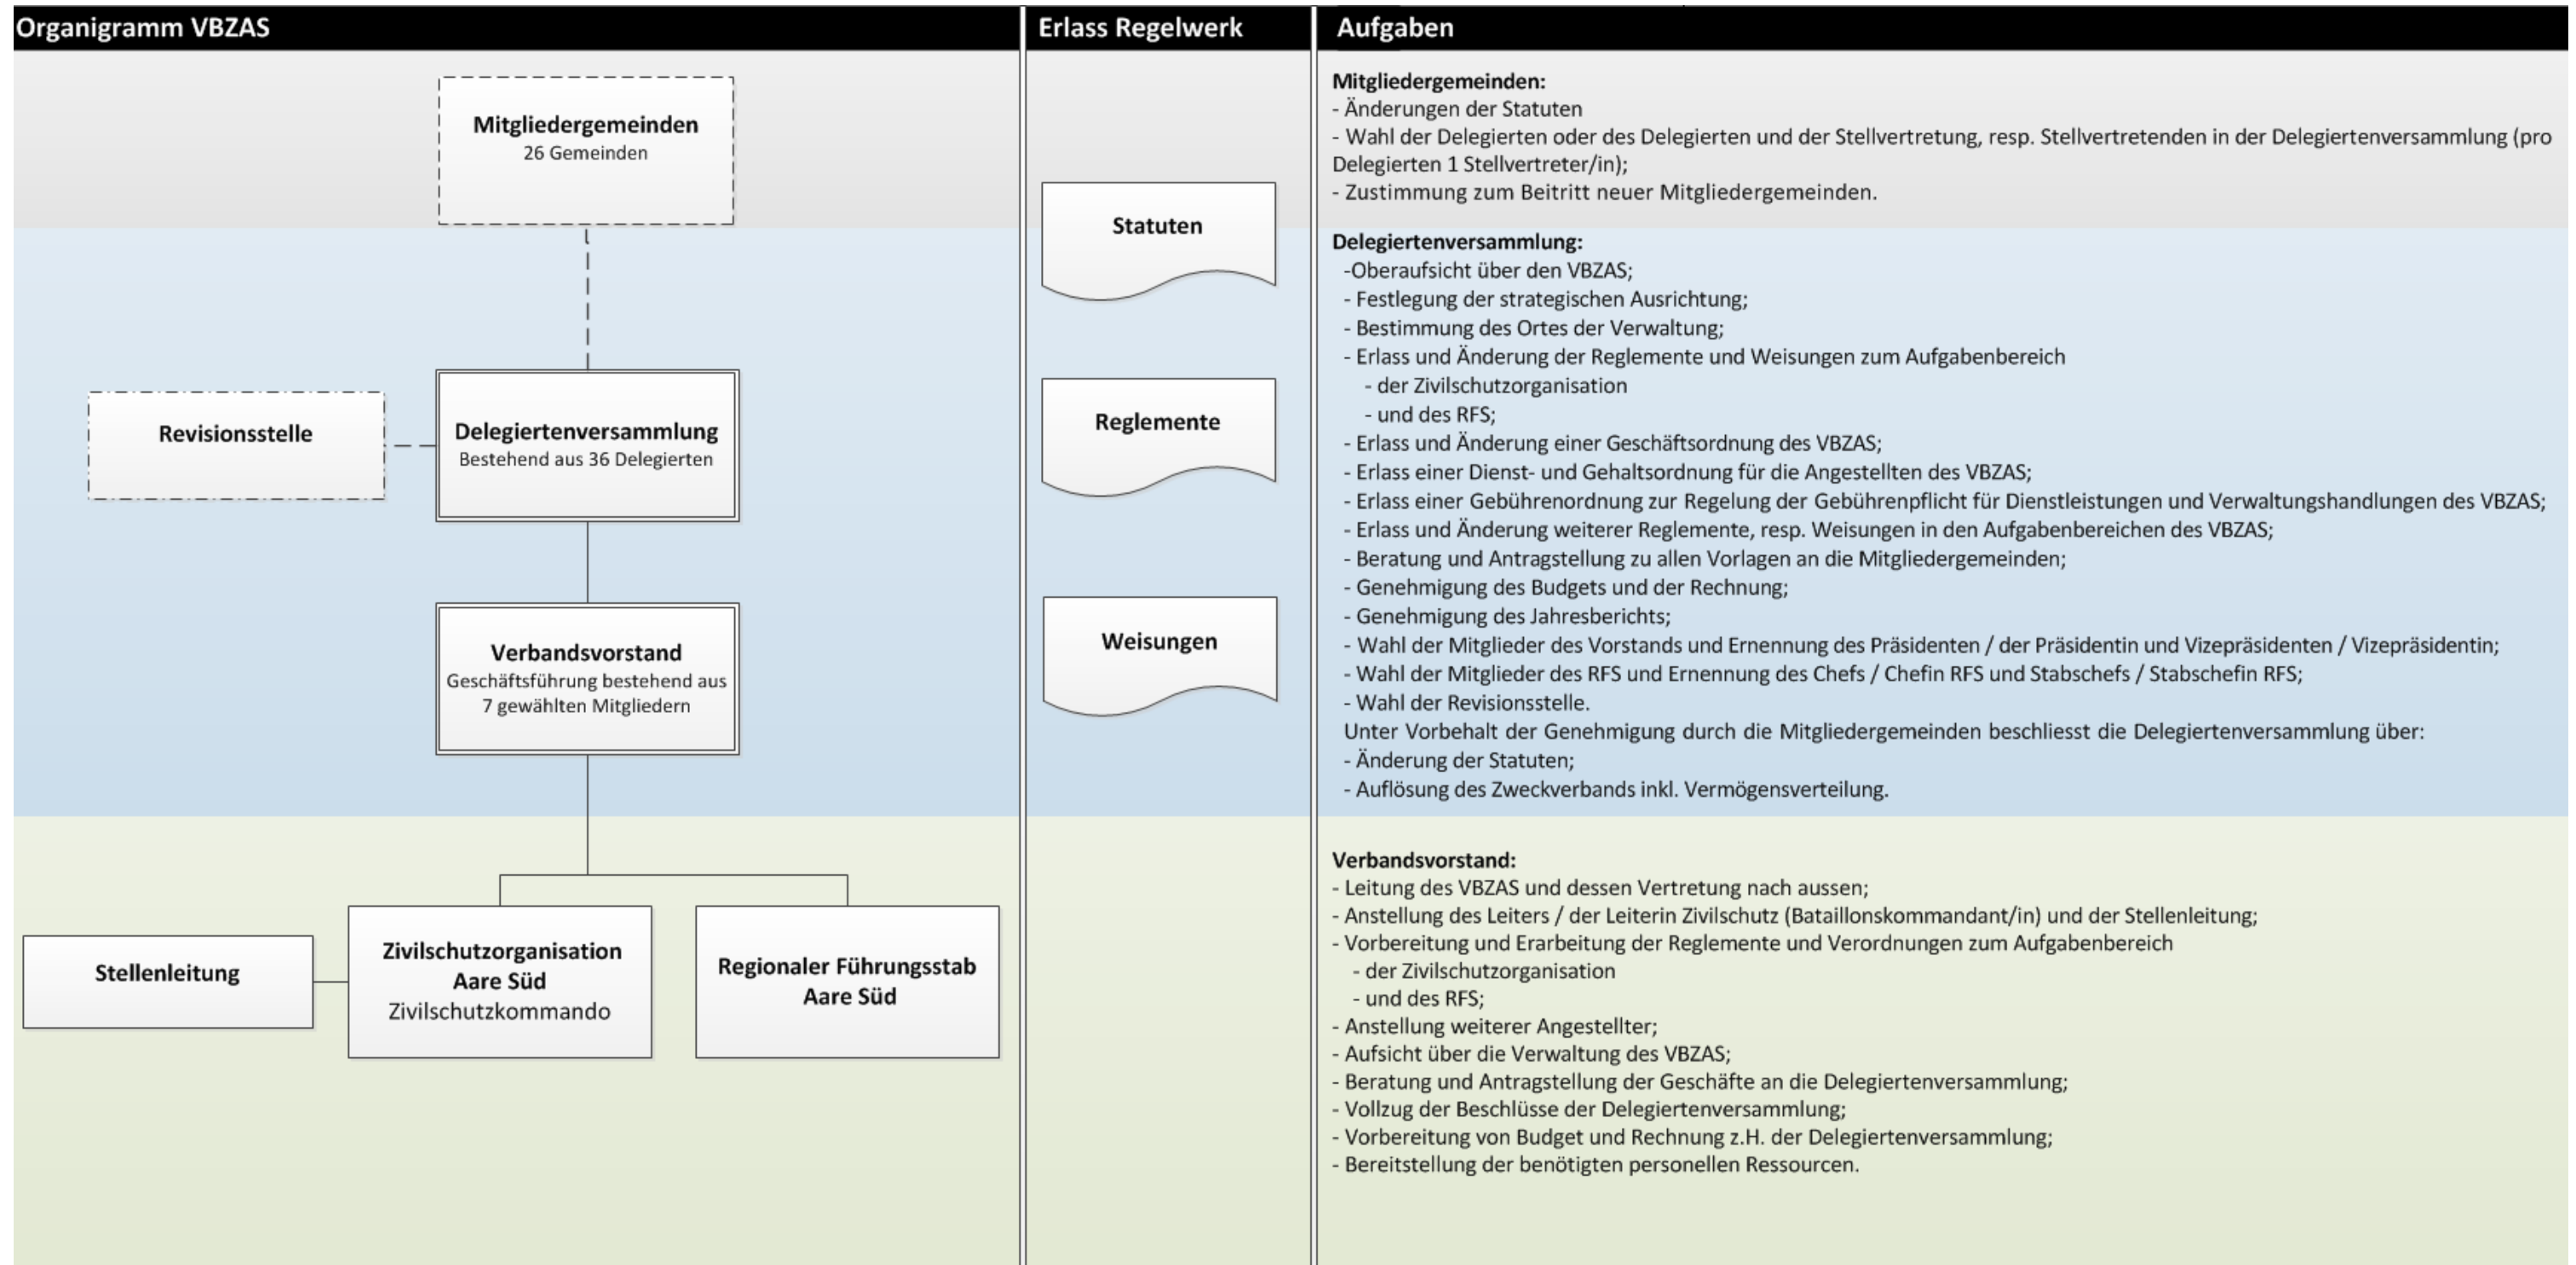 Organigramm VBZAS
Erlass Regelwerk
Aufgaben
Mitgliedergemeinden
26 Gemeinden
Revisionsstelle
Delegiertenversammlung
Bestehend aus 36 Delegierten
Verbandsvorstand
Geschäftsführung bestehend aus
7 gewählten Mitgliedern
Stellenleitung
Zivilschutzorganisation
Aare Süd
Zivilschutzkommando
Regionaler Führungsstab
Aare Süd
Statuten
Reglemente
Weisungen
Mitgliedergemeinden:
- Änderungen der Statuten
- Wahl der Delegierten oder des Delegierten und der Stellvertretung, resp. Stellvertretenden in der Delegiertenversammlung (pro
Delegierten 1 Stellvertreter/in);
- Zustimmung zum Beitritt neuer Mitgliedergemeinden.
Delegiertenversammlung:
-Oberaufsicht über den VBZAS;
- Festlegung der strategischen Ausrichtung;
- Bestimmung des Ortes der Verwaltung;
- Erlass und Änderung der Reglemente und Weisungen zum Aufgabenbereich
- der Zivilschutzorganisation
- und des RFS;
- Erlass und Änderung einer Geschäftsordnung des VBZAS;
- Erlass einer Dienst- und Gehaltsordnung für die Angestellten des VBZAS;
- Erlass einer Gebührenordnung zur Regelung der Gebührenpflicht für Dienstleistungen und Verwaltungshandlungen des VBZAS;
- Erlass und Änderung weiterer Reglemente, resp. Weisungen in den Aufgabenbereichen des VBZAS;
- Beratung und Antragstellung zu allen Vorlagen an die Mitgliedergemeinden;
- Genehmigung des Budgets und der Rechnung;
- Genehmigung des Jahresberichts;
- Wahl der Mitglieder des Vorstands und Ernennung des Präsidenten / der Präsidentin und Vizepräsidenten / Vizepräsidentin;
- Wahl der Mitglieder des RFS und Ernennung des Chefs / Chefin RFS und Stabschefs / Stabschefin RFS;
- Wahl der Revisionsstelle.
Unter Vorbehalt der Genehmigung durch die Mitgliedergemeinden beschliesst die Delegiertenversammlung über:
- Änderung der Statuten;
- Auflösung des Zweckverbands inkl. Vermögensverteilung.
Verbandsvorstand:
- Leitung des VBZAS und dessen Vertretung nach aussen;
- Anstellung des Leiters / der Leiterin Zivilschutz (Bataillonskommandant/in) und der Stellenleitung;
- Vorbereitung und Erarbeitung der Reglemente und Verordnungen zum Aufgabenbereich
- der Zivilschutzorganisation
- und des RFS;
- Anstellung weiterer Angestellter;
- Aufsicht über die Verwaltung des VBZAS;
- Beratung und Antragstellung der Geschäfte an die Delegiertenversammlung;
- Vollzug der Beschlüsse der Delegiertenversammlung;
- Vorbereitung von Budget und Rechnung z.H. der Delegiertenversammlung;
- Bereitstellung der benötigten personellen Ressourcen.